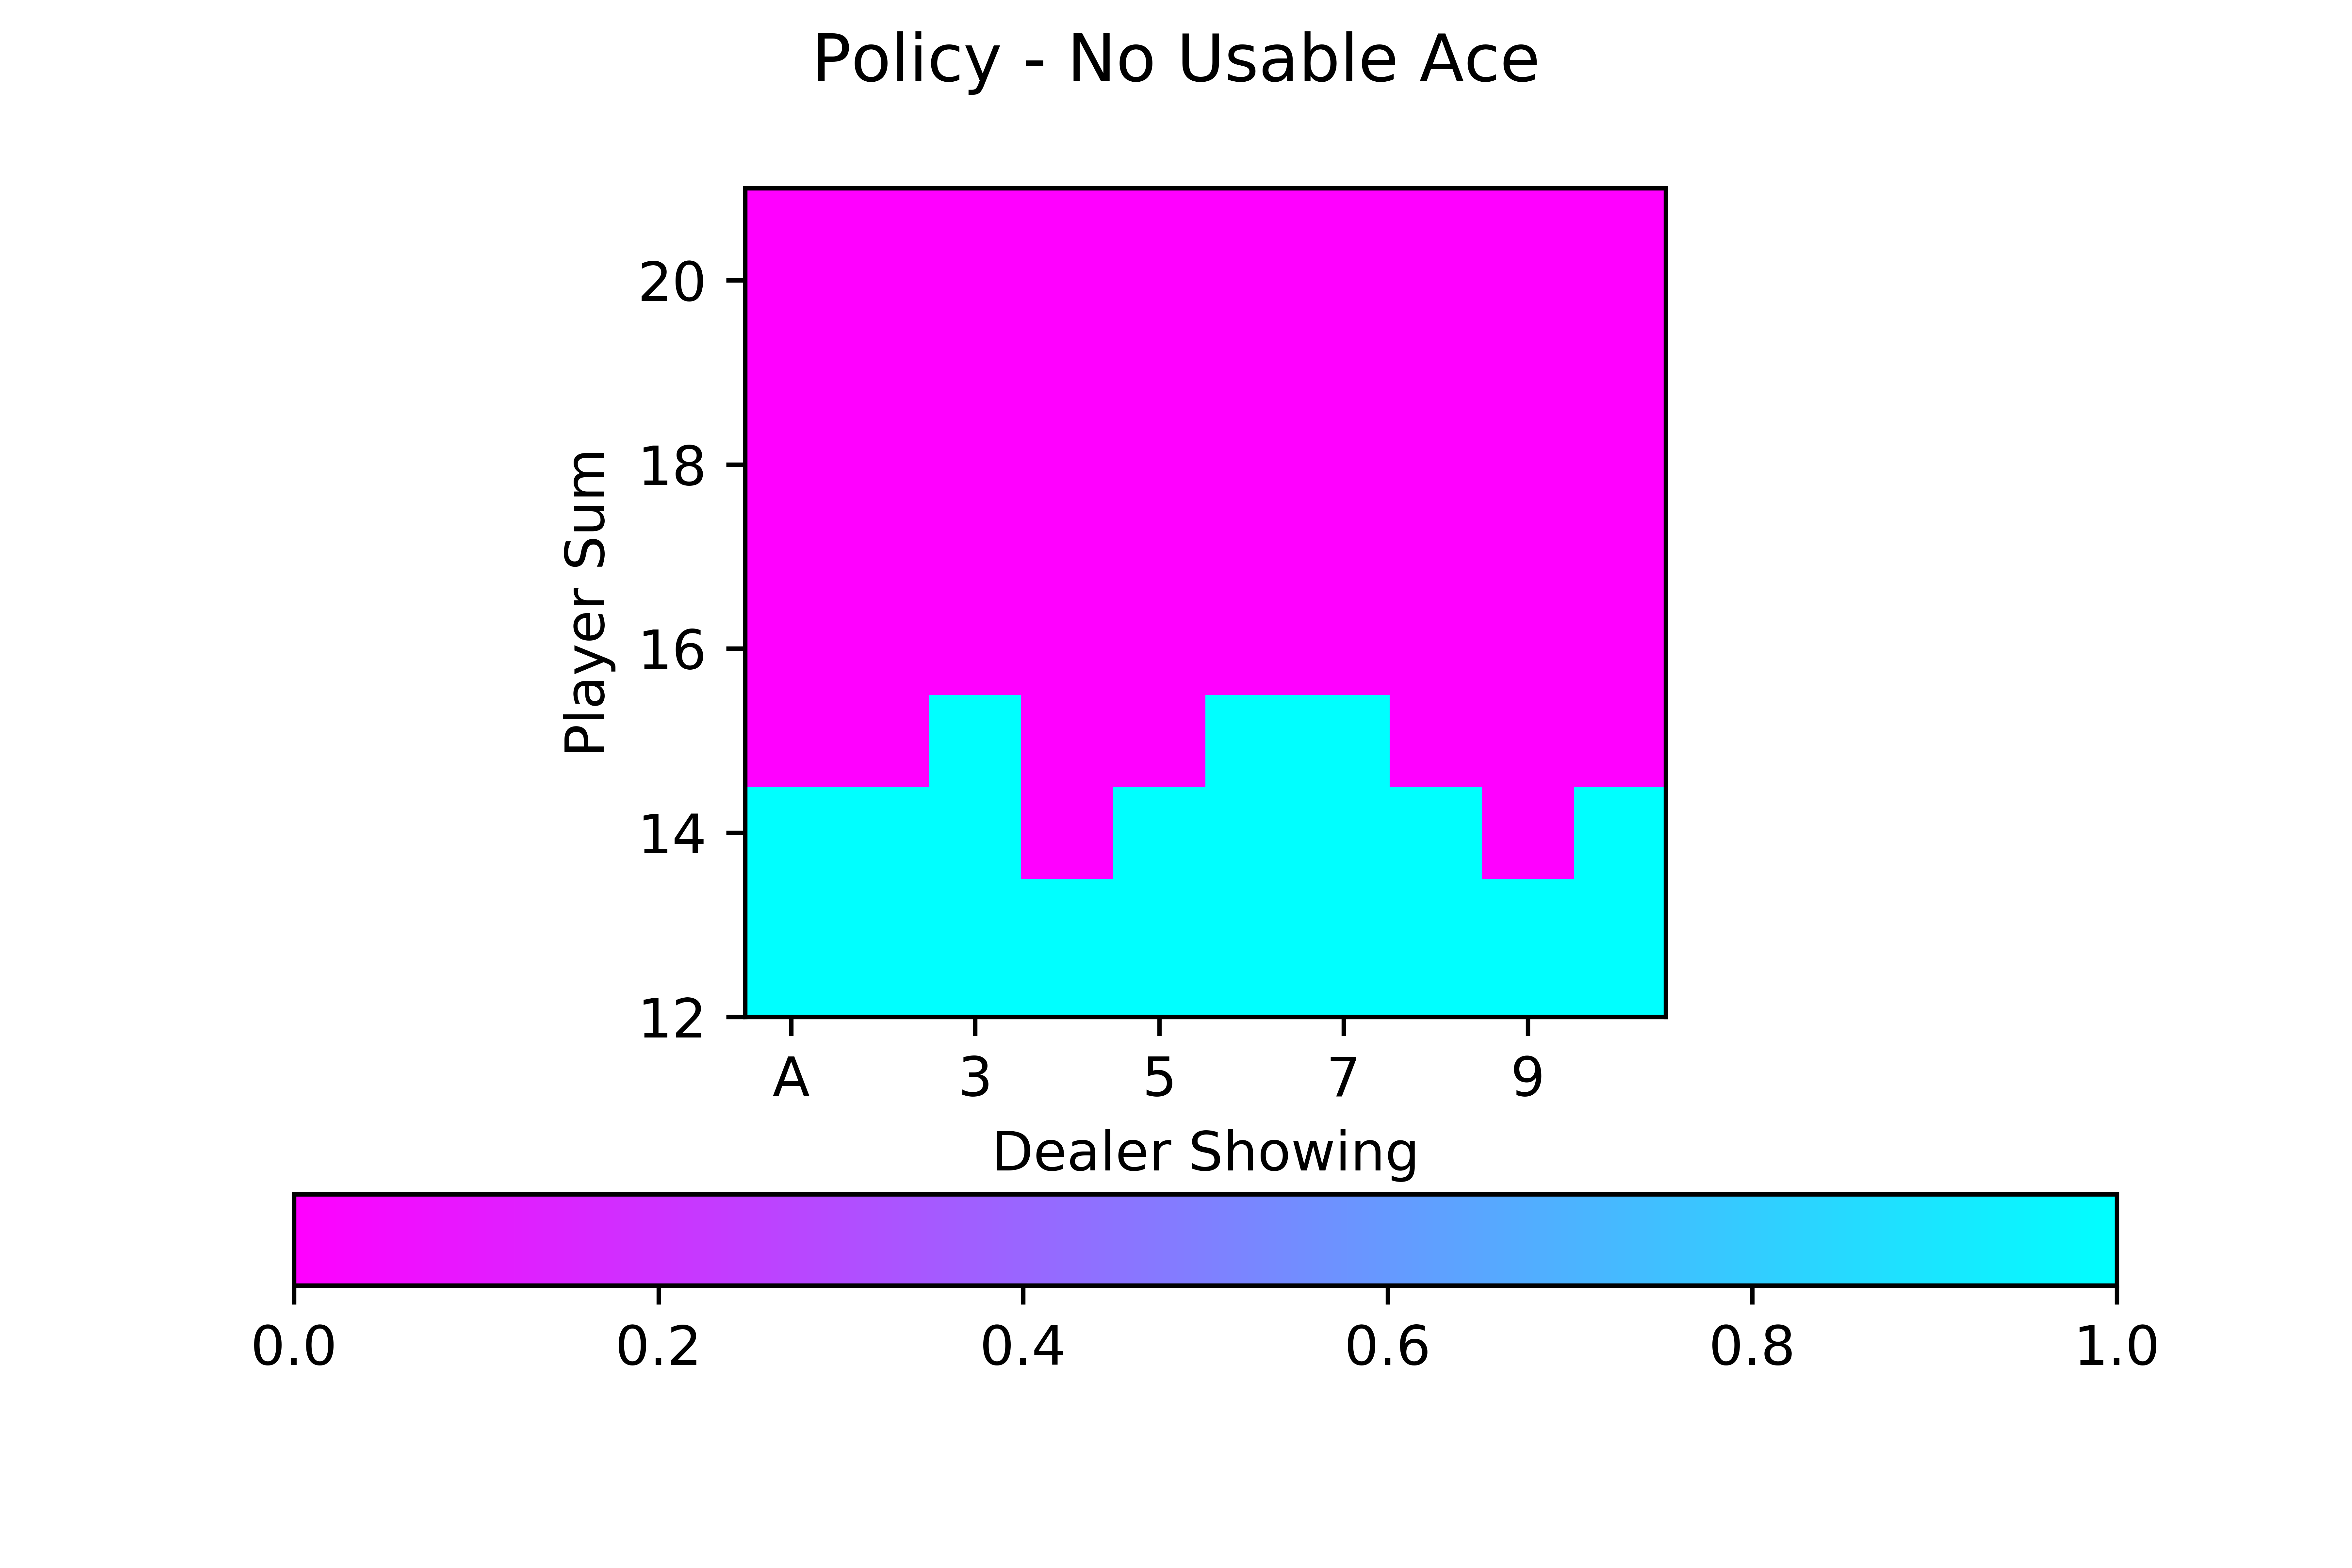 Policy - No Usable Ace
20
18
16
14
12
Player Sum
A 3 5 7 9
Dealer Showing
0.0 0.2 0.4 0.6 0.8 1.0